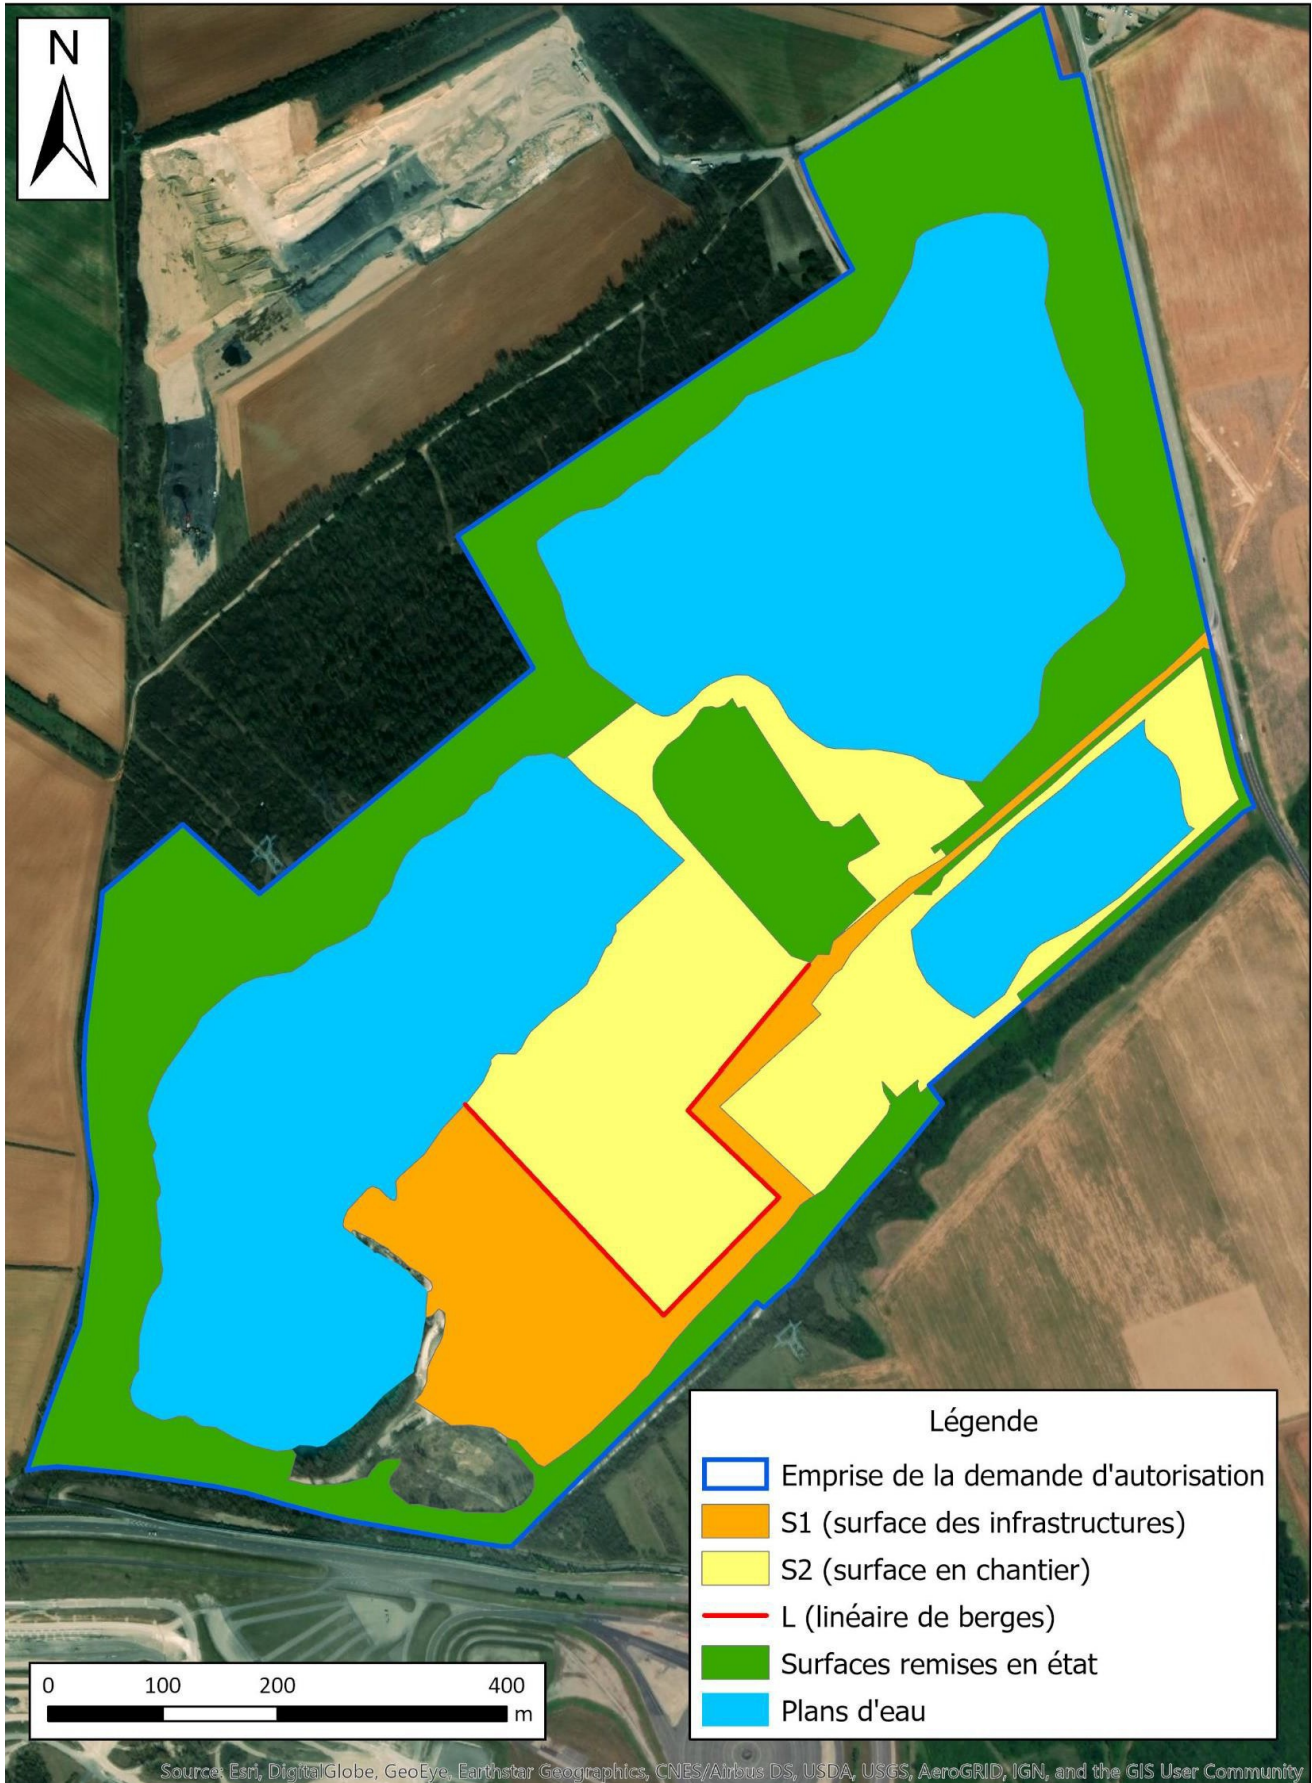 N
Légende
Emprise de la demande d'autorisation
S1 (surface des infrastructures)
S2 (surface en chantier)
L (linéaire de berges)
Surfaces remises en état
Plans d'eau
0 100 200 400
m
Source: Esri, DigitalGlobe, GeoEye, Earthstar Geographics, CNES/Airbus DS, USDA, USGS, AeroGRID, IGN, and the GIS User Community